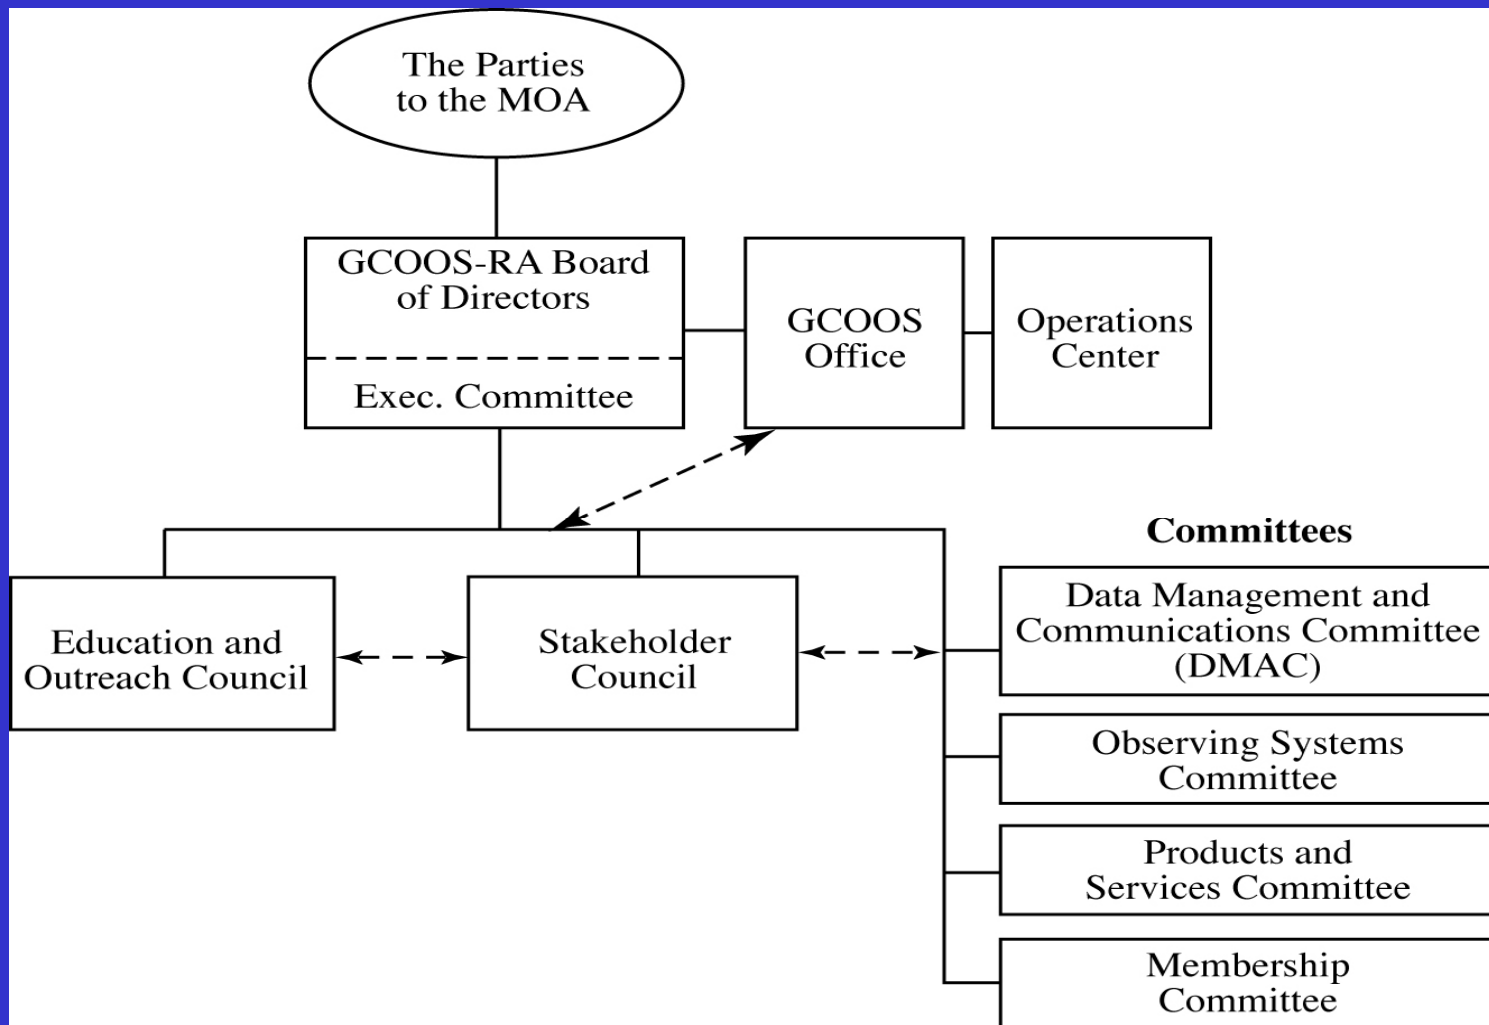 The Parties
to the MOA
GCOOS-RA Board
of Directors
Exec. Committee
GCOOS
Office
Operations
Center
Education and
Outreach Council
Stakeholder
Council
Committees
Data Management and
Communications Committee
(DMAC)
Observing Systems
Committee
Products and
Services Committee
Membership
Committee